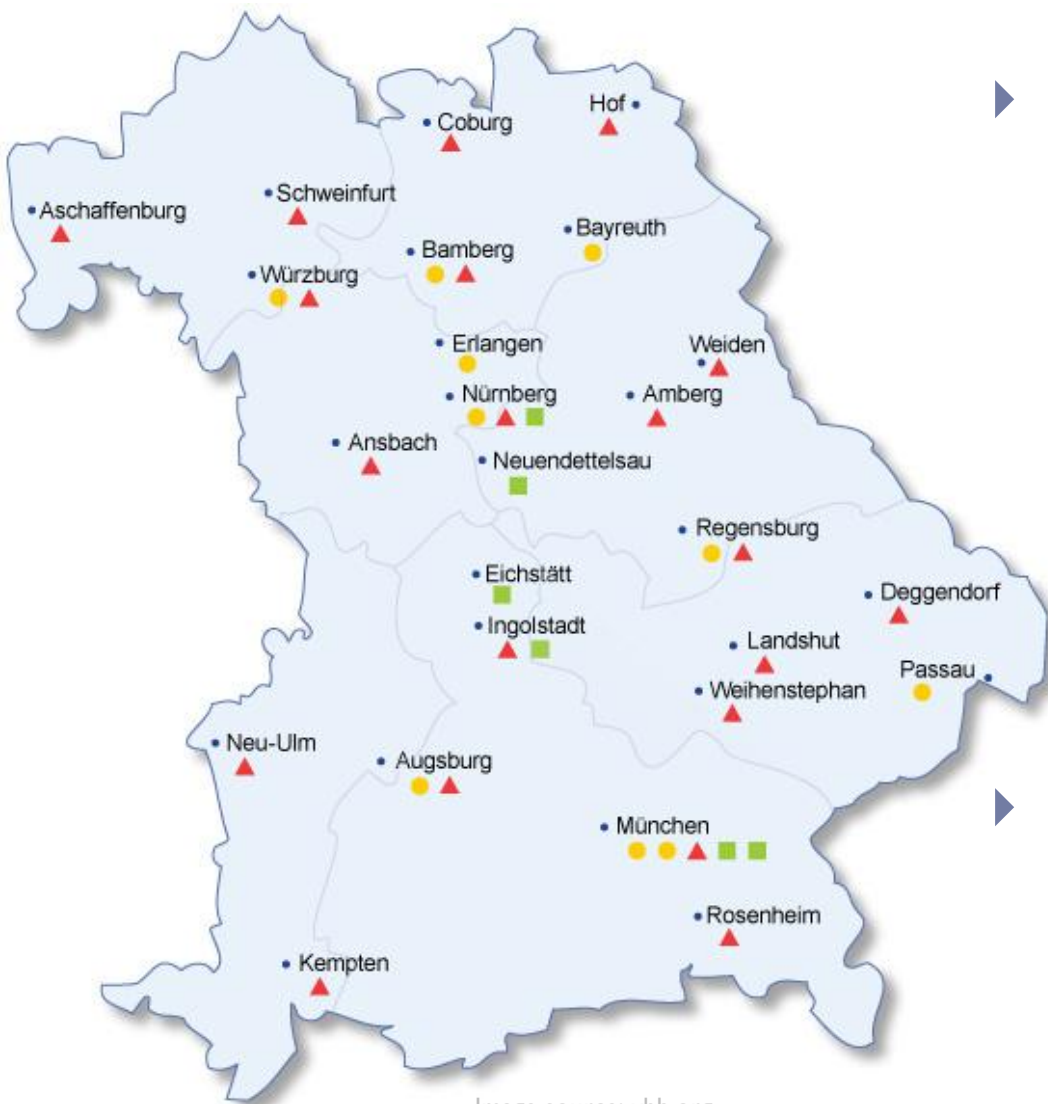 Hof
Coburg
Schweinfurt
Aschaffenburg
Bayreuth
Bamberg
Würzburg
Erlangen
Weiden
Nürnberg
Amberg
Ansbach
Neuendettelsau
Regensburg
Eichstätt
Deggendorf
Ingolstadt
Landshut
Passau
Weihenstephan
Neu-Ulm
Augsburg
München
Rosenheim
Kempten